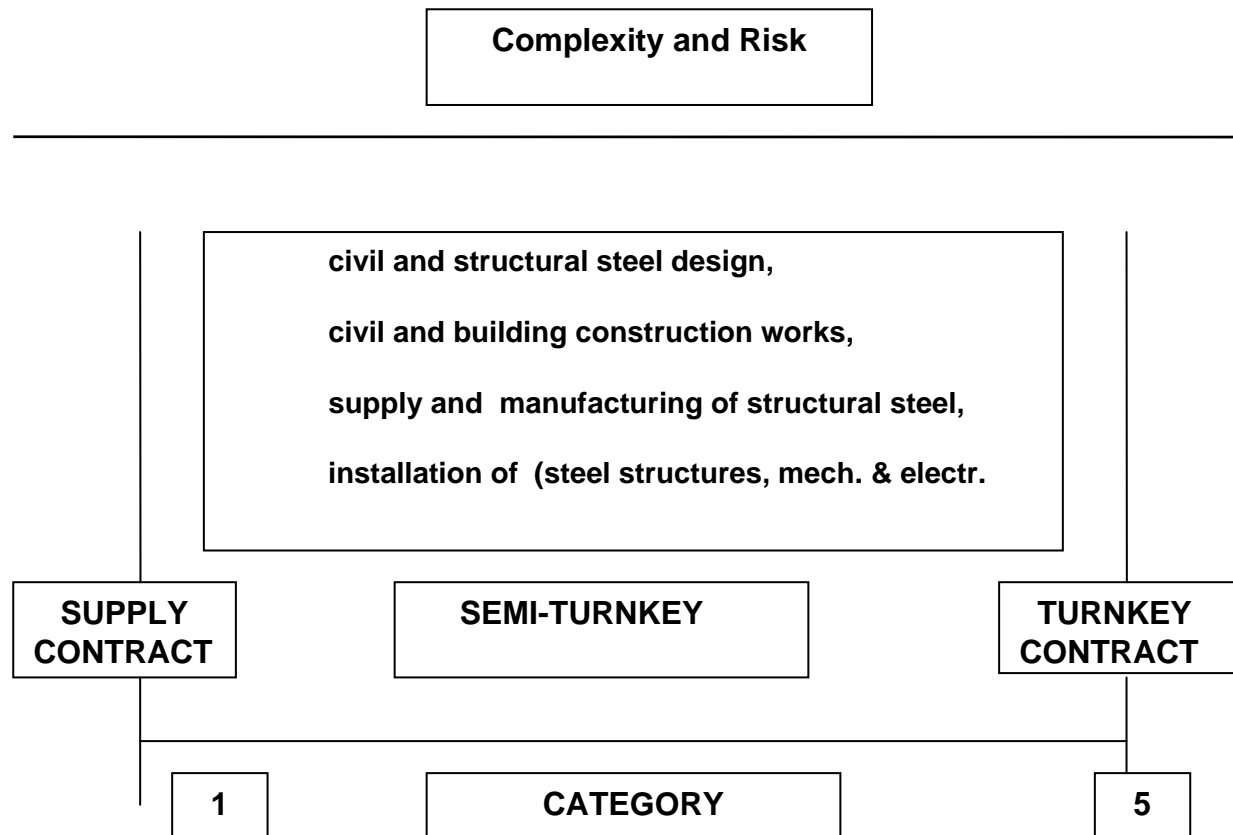 Complexity and Risk
civil and structural steel design,
civil and building construction works,
supply and manufacturing of structural steel,
installation of (steel structures, mech. & electr.
SUPPLY
CONTRACT
SEMI-TURNKEY
TURNKEY
CONTRACT
1
CATEGORY
5